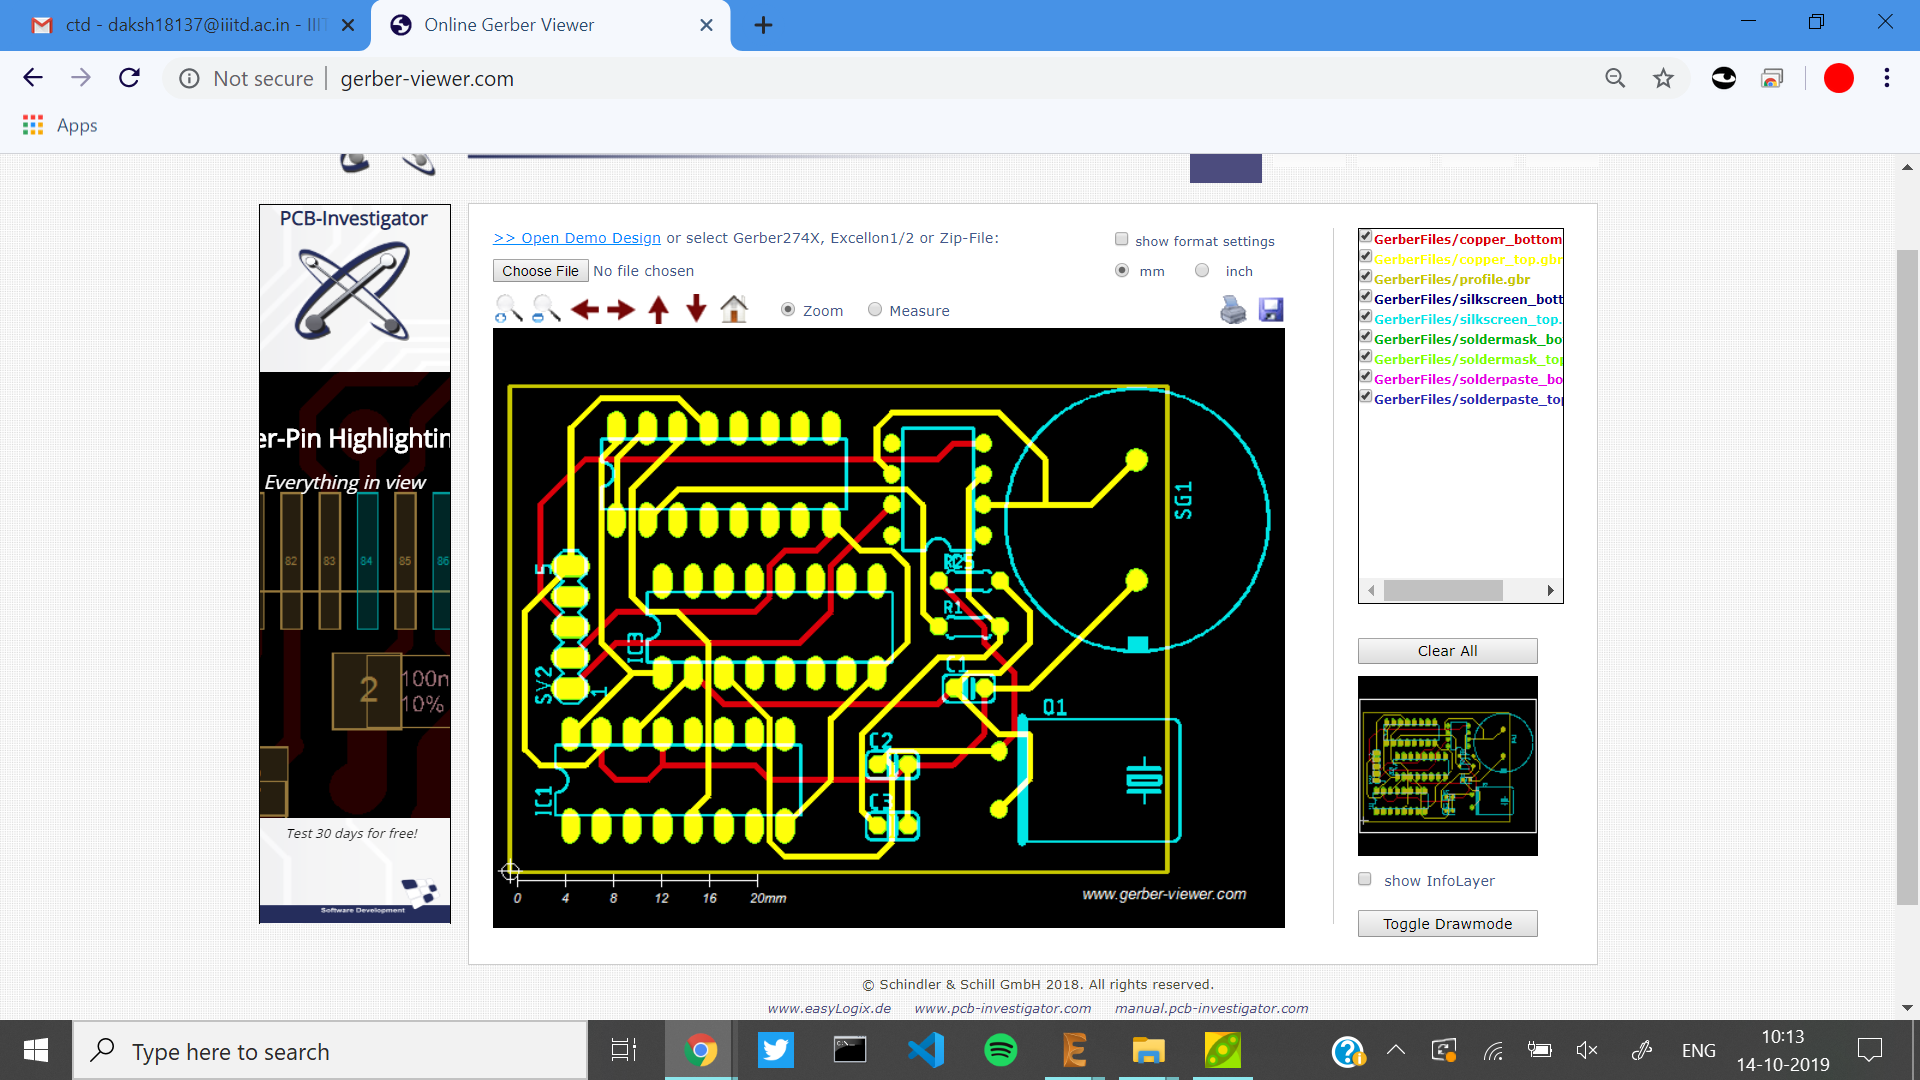 ctd - daksh18137@iiitd.ac.in - III
Online Gerber Viewer
Not secure
gerber-viewer.com
Apps
PCB-Investigator
er-Pin Highlightin
Everything in view
82
83
84
85
86
2
100n
10%
Test 30 days for free!
Software Development
>> Open Demo Design or select Gerber274X, Excellon1/2 or Zip-File:
Choose File No file chosen
show format settings
mm
inch
Zoom
Measure
SG1
5
R1
IC3
SV2
1
C1
Q1
C2
IC1
C3
0 4 8 12 16 20mm
www.gerber-viewer.com
GerberFiles/copper_bottom
GerberFiles/copper_top.gbr
GerberFiles/profile.gbr
GerberFiles/silkscreen_bott
GerberFiles/silkscreen_top.
GerberFiles/soldermask_bo
GerberFiles/soldermask_top
GerberFiles/solderpaste_bo
GerberFiles/solderpaste_top
Clear All
show InfoLayer
Toggle Drawmode
© Schindler & Schill GmbH 2018. All rights reserved.
www.easyLogix.de www.pcb-investigator.com manual.pcb-investigator.com
Type here to search
ENG
10:13
14-10-2019